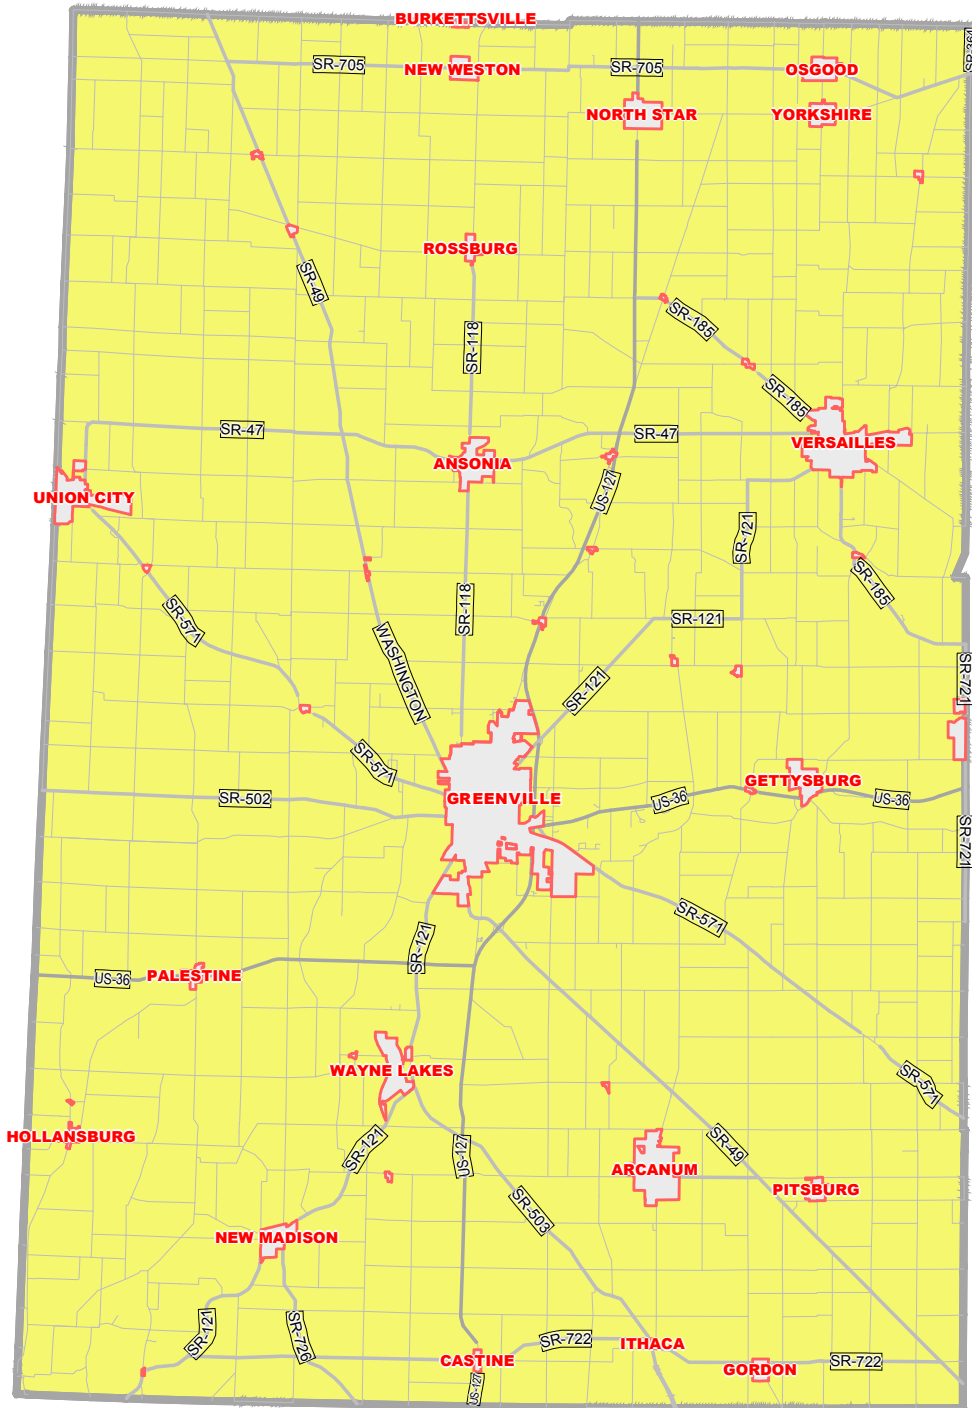 BURKETTSVILLE
SR-705
NEW WESTON
SR-705
OSGOOD
NORTH STAR
YORKSHIRE
ROSSBURG
SR-49
SR-118
SR-185
SR-185
SR-47
SR-47
VERSAILLES
ANSONIA
UNION CITY
US-127
SR-121
SR-185
SR-571
SR-118
SR-121
WASHINGTON
SR-121
SR-721
SR-571
GETTYSBURG
SR-502
GREENVILLE
US-36
US-36
SR-721
SR-571
SR-121
US-36
PALESTINE
WAYNE LAKES
SR-571
HOLLANSBURG
SR-121
US-127
SR-49
ARCANUM
PITSBURG
SR-503
NEW MADISON
SR-121
SR-726
SR-722
ITHACA
CASTINE
GORDON
SR-722
US-127